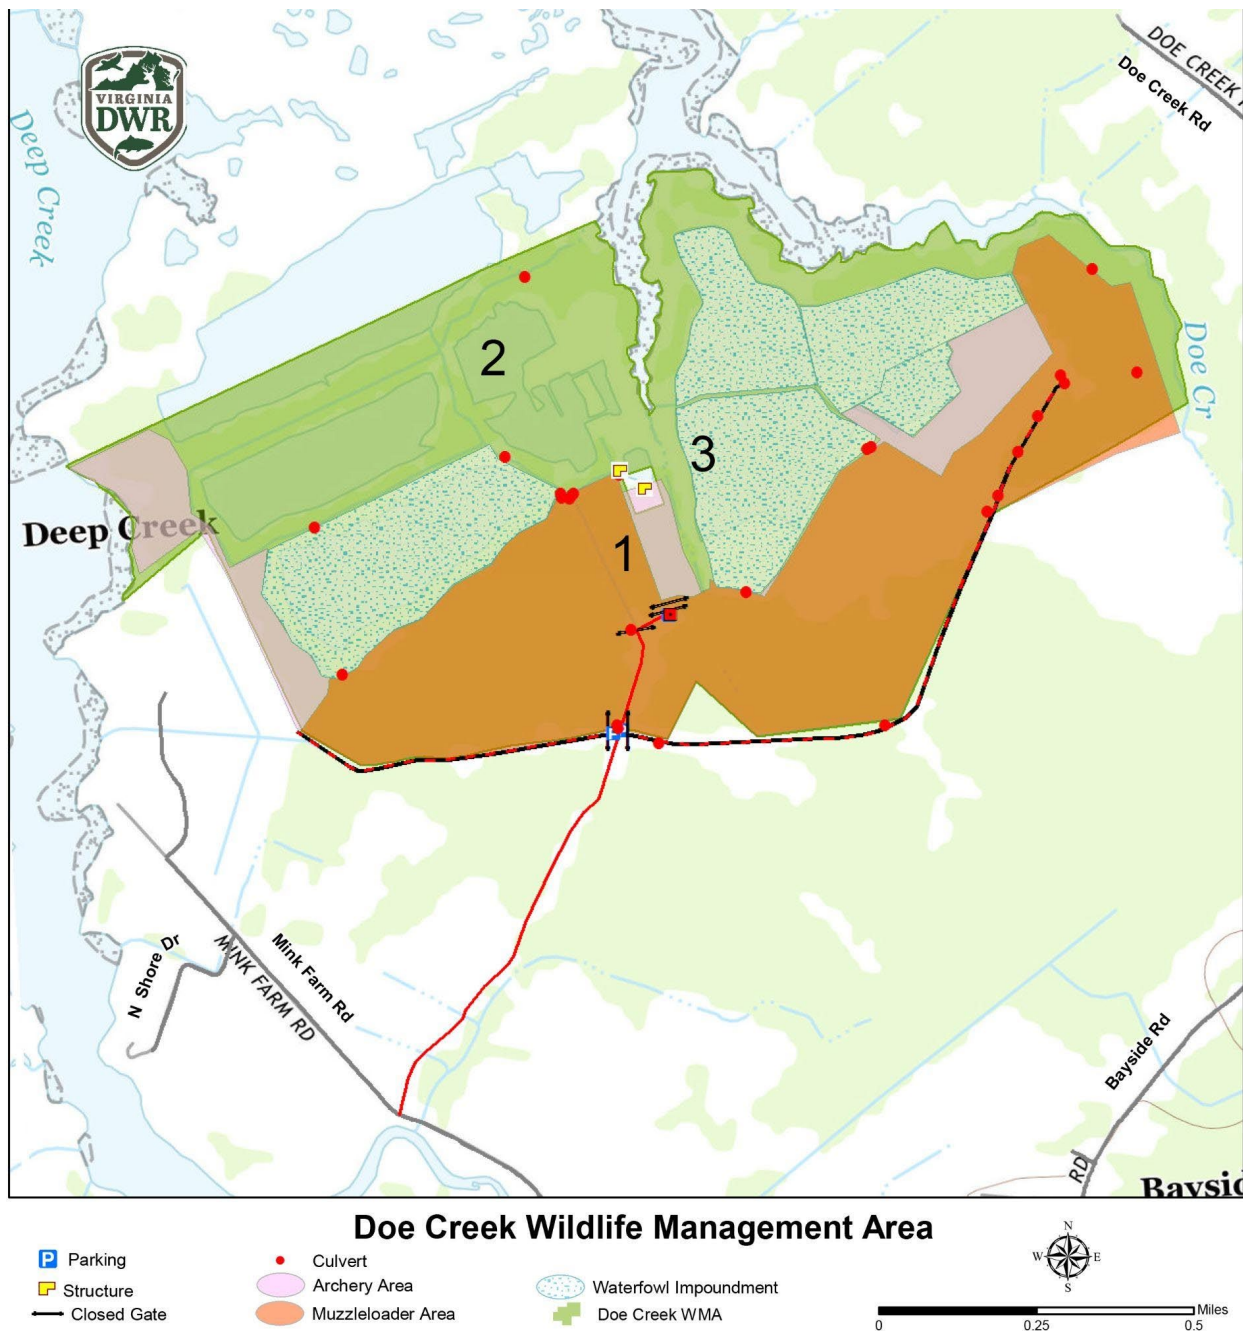 VIRGINIA
DWR
DOE CREEK R
Doe Creek Rd
Deep Creek
Doe Cr
2
3
1
Deep Creek
N Shore Dr
Mink Farm Rd
MINK FARM RD
Bayside Rd
RD
Baysid
Doe Creek Wildlife Management Area
P Parking
Structure
Closed Gate
Culvert
Archery Area
Muzzleloader Area
Waterfowl Impoundment
Doe Creek WMA
N
W E
S
Miles
0 0.25 0.5